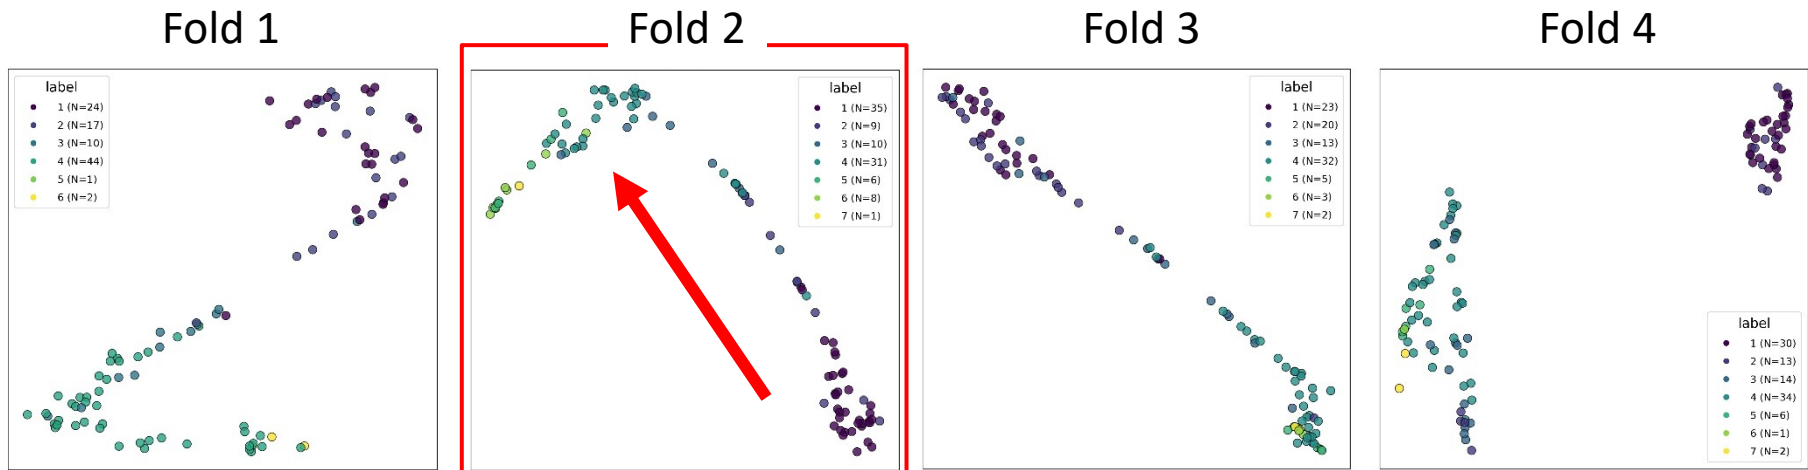 Fold 1
label
1 (N=24)
2 (N=17)
3 (N=10)
4 (N=44)
5 (N=1)
6 (N=2)
Fold 2
label
1 (N=35)
2 (N=9)
3 (N=10)
4 (N=31)
5 (N=6)
6 (N=8)
7 (N=1)
Fold 3
label
1 (N=23)
2 (N=20)
3 (N=13)
4 (N=32)
5 (N=5)
6 (N=3)
7 (N=2)
Fold 4
label
1 (N=30)
2 (N=13)
3 (N=14)
4 (N=34)
5 (N=6)
6 (N=1)
7 (N=2)